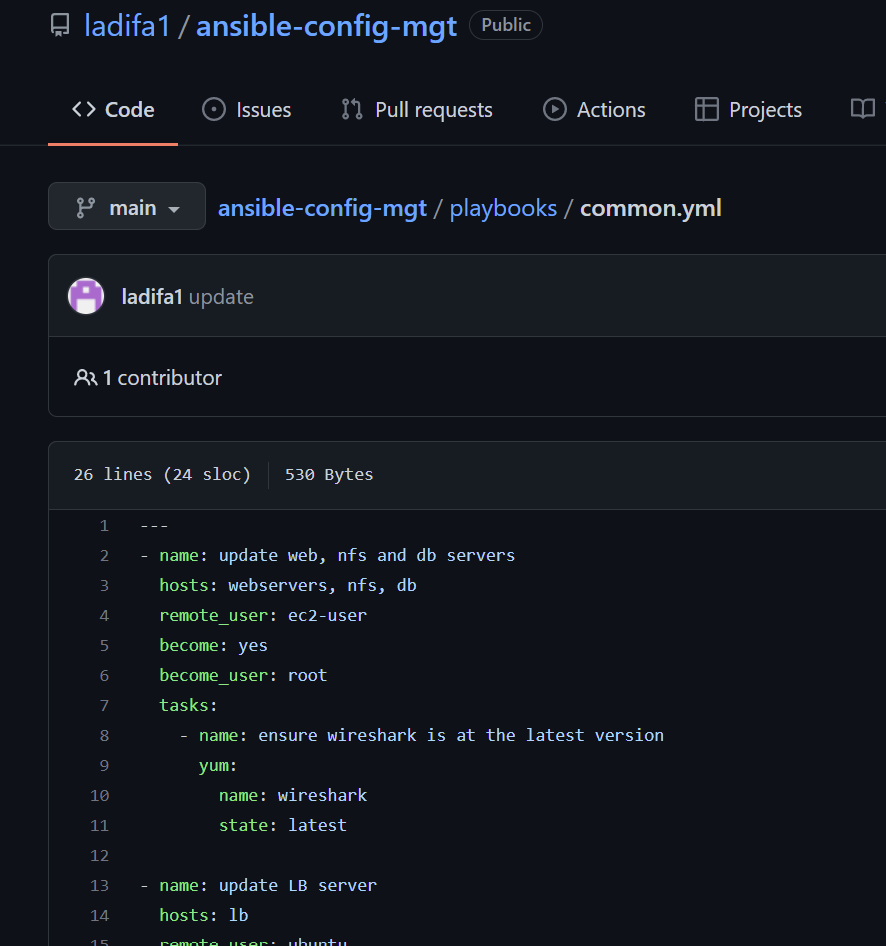 ladifa1 / ansible-config-mgt Public
Code Issues Pull requests Actions Projects
main ansible-config-mgt / playbooks / common.yml
ladifa1 update
1 contributor
26 lines (24 sloc) 530 Bytes
1 ---
2 - name: update web, nfs and db servers
3 hosts: webservers, nfs, db
4 remote_user: ec2-user
5 become: yes
6 become_user: root
7 tasks:
8 - name: ensure wireshark is at the latest version
9 yum:
10 name: wireshark
11 state: latest
12
13 - name: update LB server
14 hosts: lb
15 remote_user: ubuntu